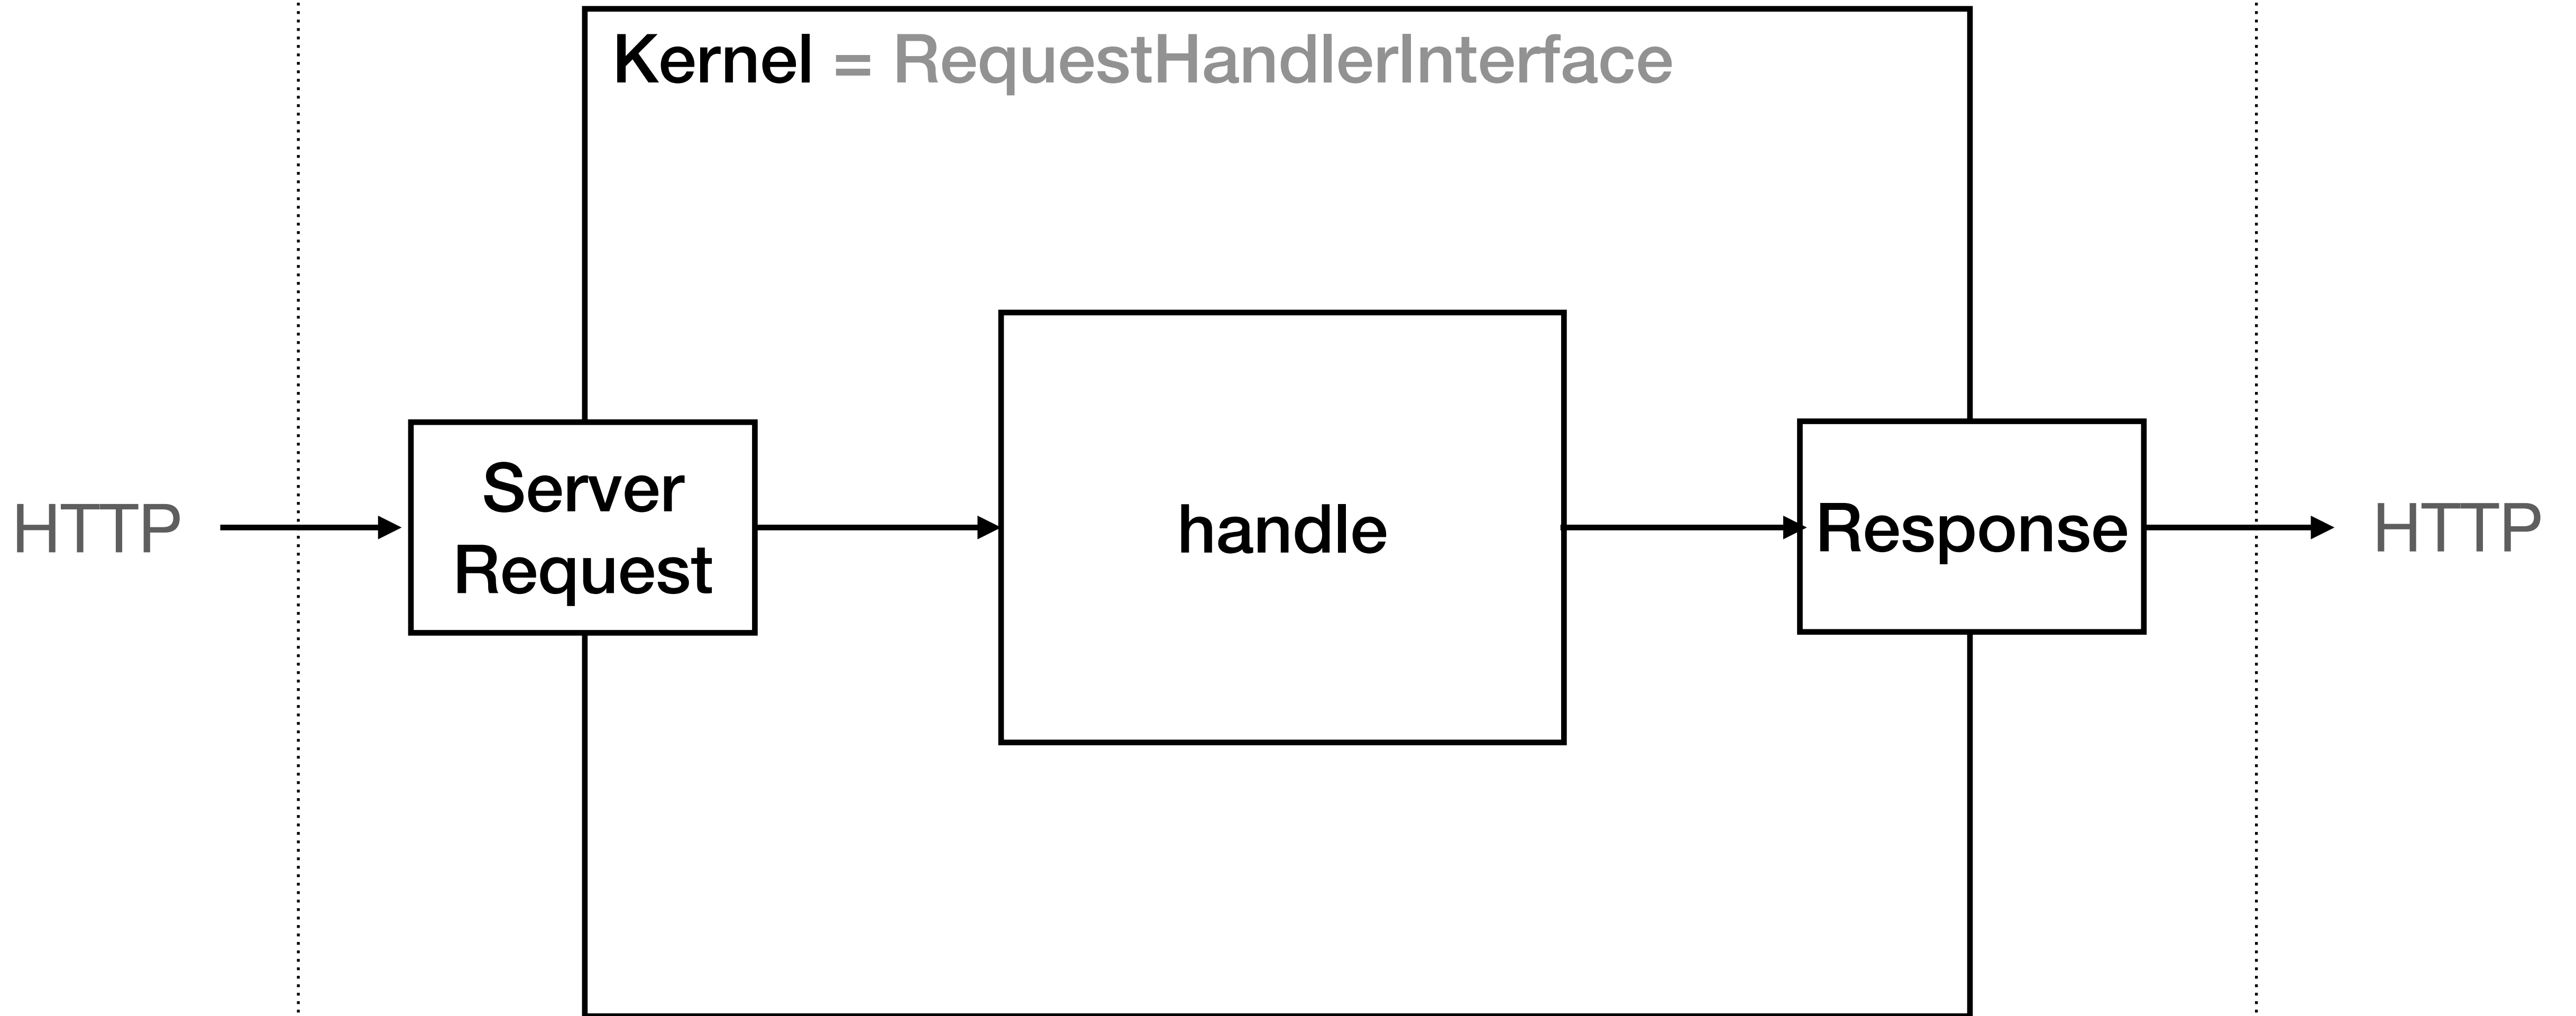 Kernel = RequestHandlerInterface
HTTP
Server
Request
handle
Response
HTTP